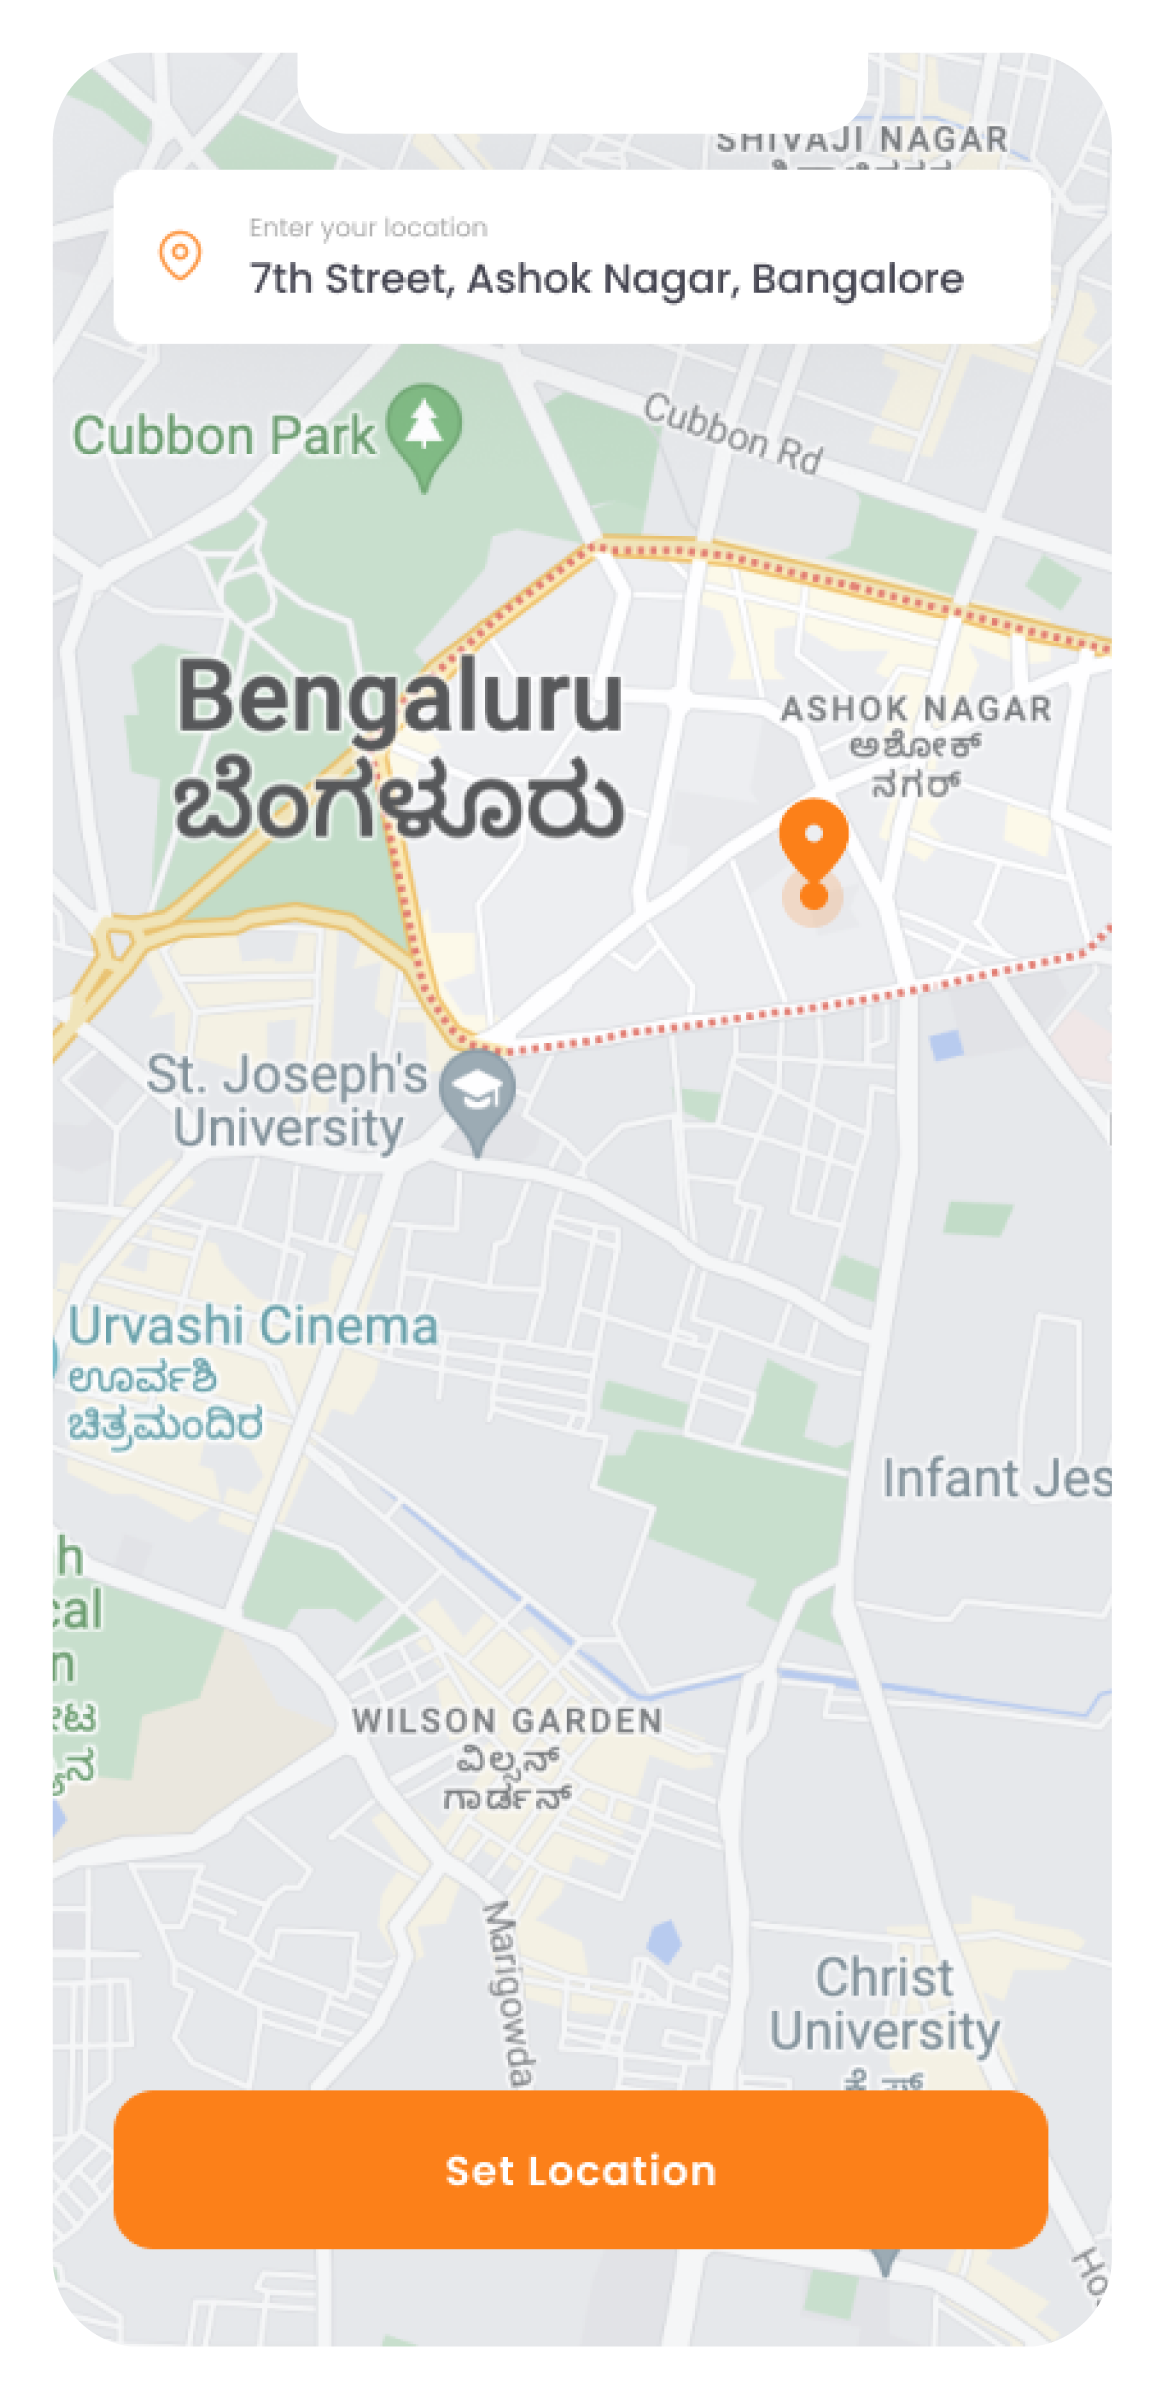 SHIVAJI NAGAR
Enter your location
7th Street, Ashok Nagar, Bangalore
Cubbon Park
Cubbon Rd
Bengaluru
ಬೆಂಗಳೂರು
ASHOK NAGAR
ಅಶೋಕ್
ನಗರ್
St. Joseph's
University
Urvashi Cinema
ಊರ್ವಶಿ
ಚಿತ್ರಮಂದಿರ
Infant Jes
h
cal
n
WILSON GARDEN
ವಿಲ್ಸನ್
ಗಾರ್ಡನ್
Marigowda
Christ
University
Set Location
Ho